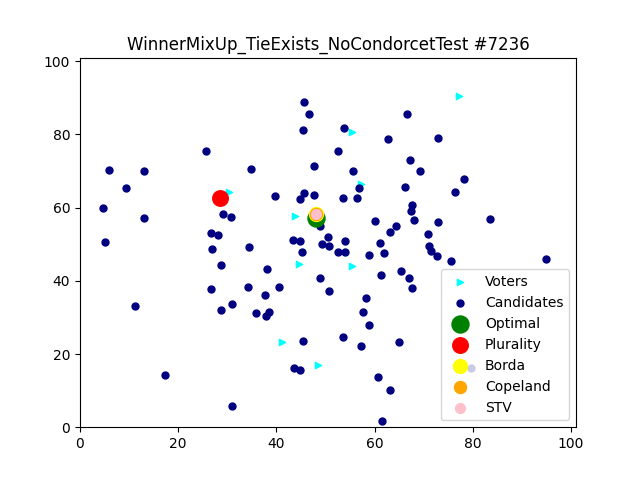 WinnerMixUp_TieExists_NoCondorcetTest #7236
100
80
60
40
20
0
0 20 40 60 80 100
Voters
Candidates
Optimal
Plurality
Borda
Copeland
STV